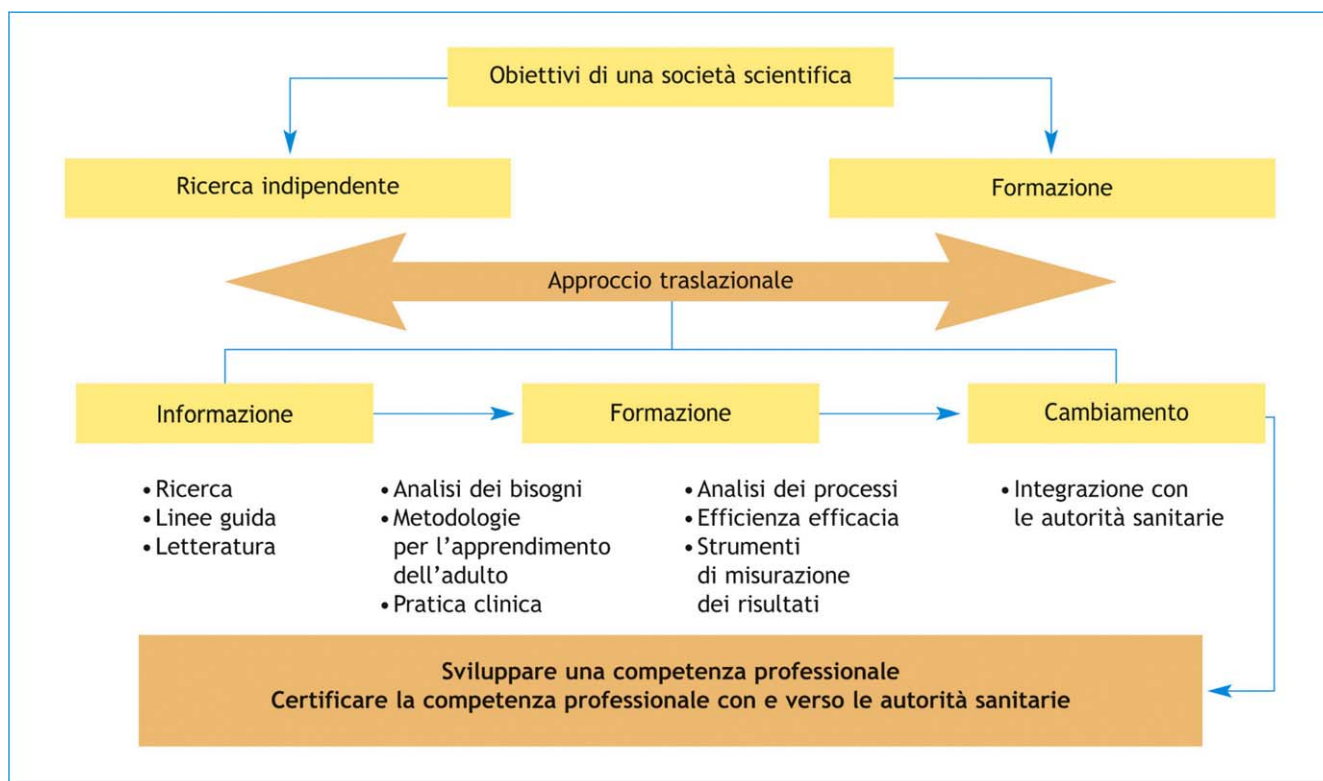 Obiettivi di una società scientifica
Ricerca indipendente
Formazione
Approccio traslazionale
Informazione
Formazione
Cambiamento
• Ricerca
• Linee guida
• Letteratura
• Analisi dei bisogni
• Metodologie
per l’apprendimento
dell’adulto
• Pratica clinica
• Analisi dei processi
• Efficienza efficacia
• Strumenti
di misurazione
dei risultati
• Integrazione con
le autorità sanitarie
Sviluppare una competenza professionale
Certificare la competenza professionale con e verso le autorità sanitarie